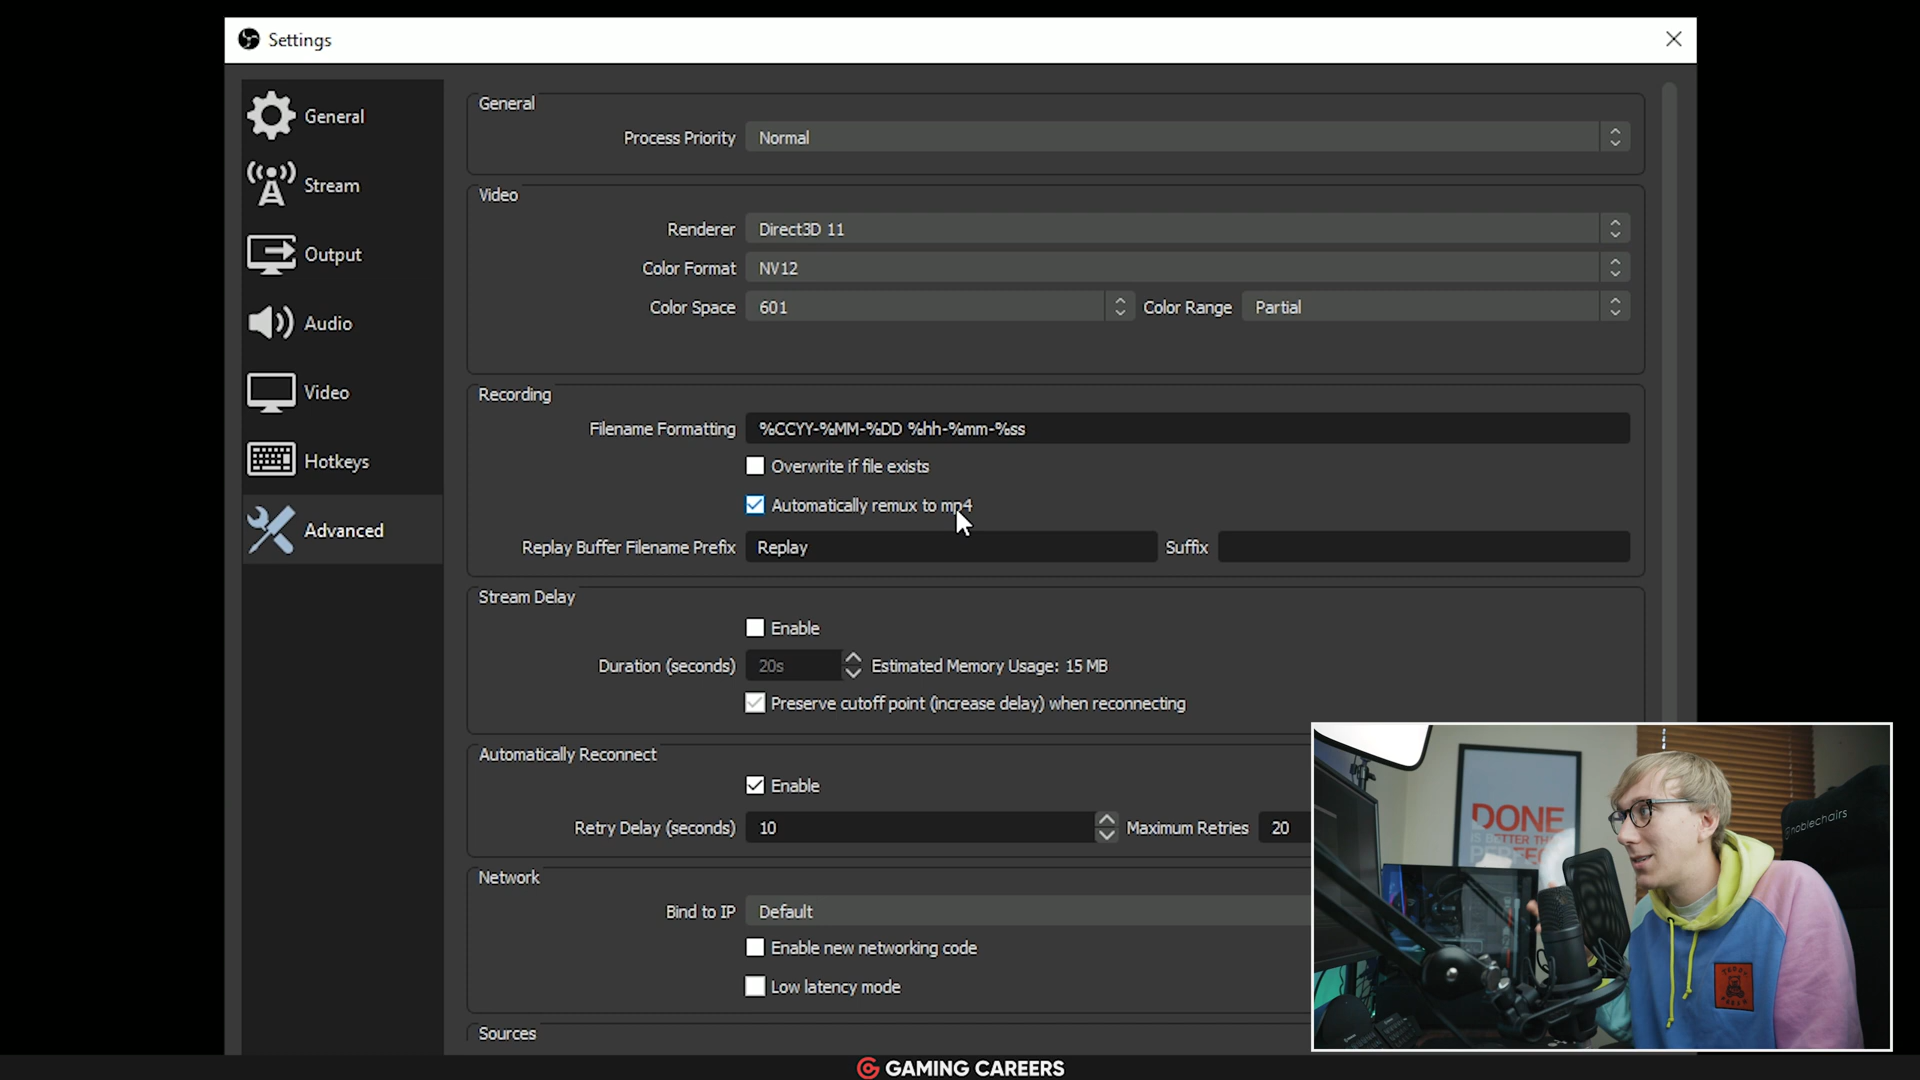 Settings
General
Stream
Output
Audio
Video
Hotkeys
Advanced
General
Process Priority Normal
Video
Renderer Direct3D 11
Color Format NV12
Color Space 601 Color Range Partial
Recording
Filename Formatting %CCYY-%MM-%DD %hh-%mm-%ss
Overwrite if file exists
Automatically remux to mp4
Replay Buffer Filename Prefix Replay Suffix
Stream Delay
Enable
Duration (seconds) 20s Estimated Memory Usage: 15 MB
Preserve cutoff point (increase delay) when reconnecting
Automatically Reconnect
Enable
Retry Delay (seconds) 10 Maximum Retries 20
Network
Bind to IP Default
Enable new networking code
Low latency mode
Sources
DONE
IS BETTER TH
PERFEC
noblechairs
GAMING CAREERS